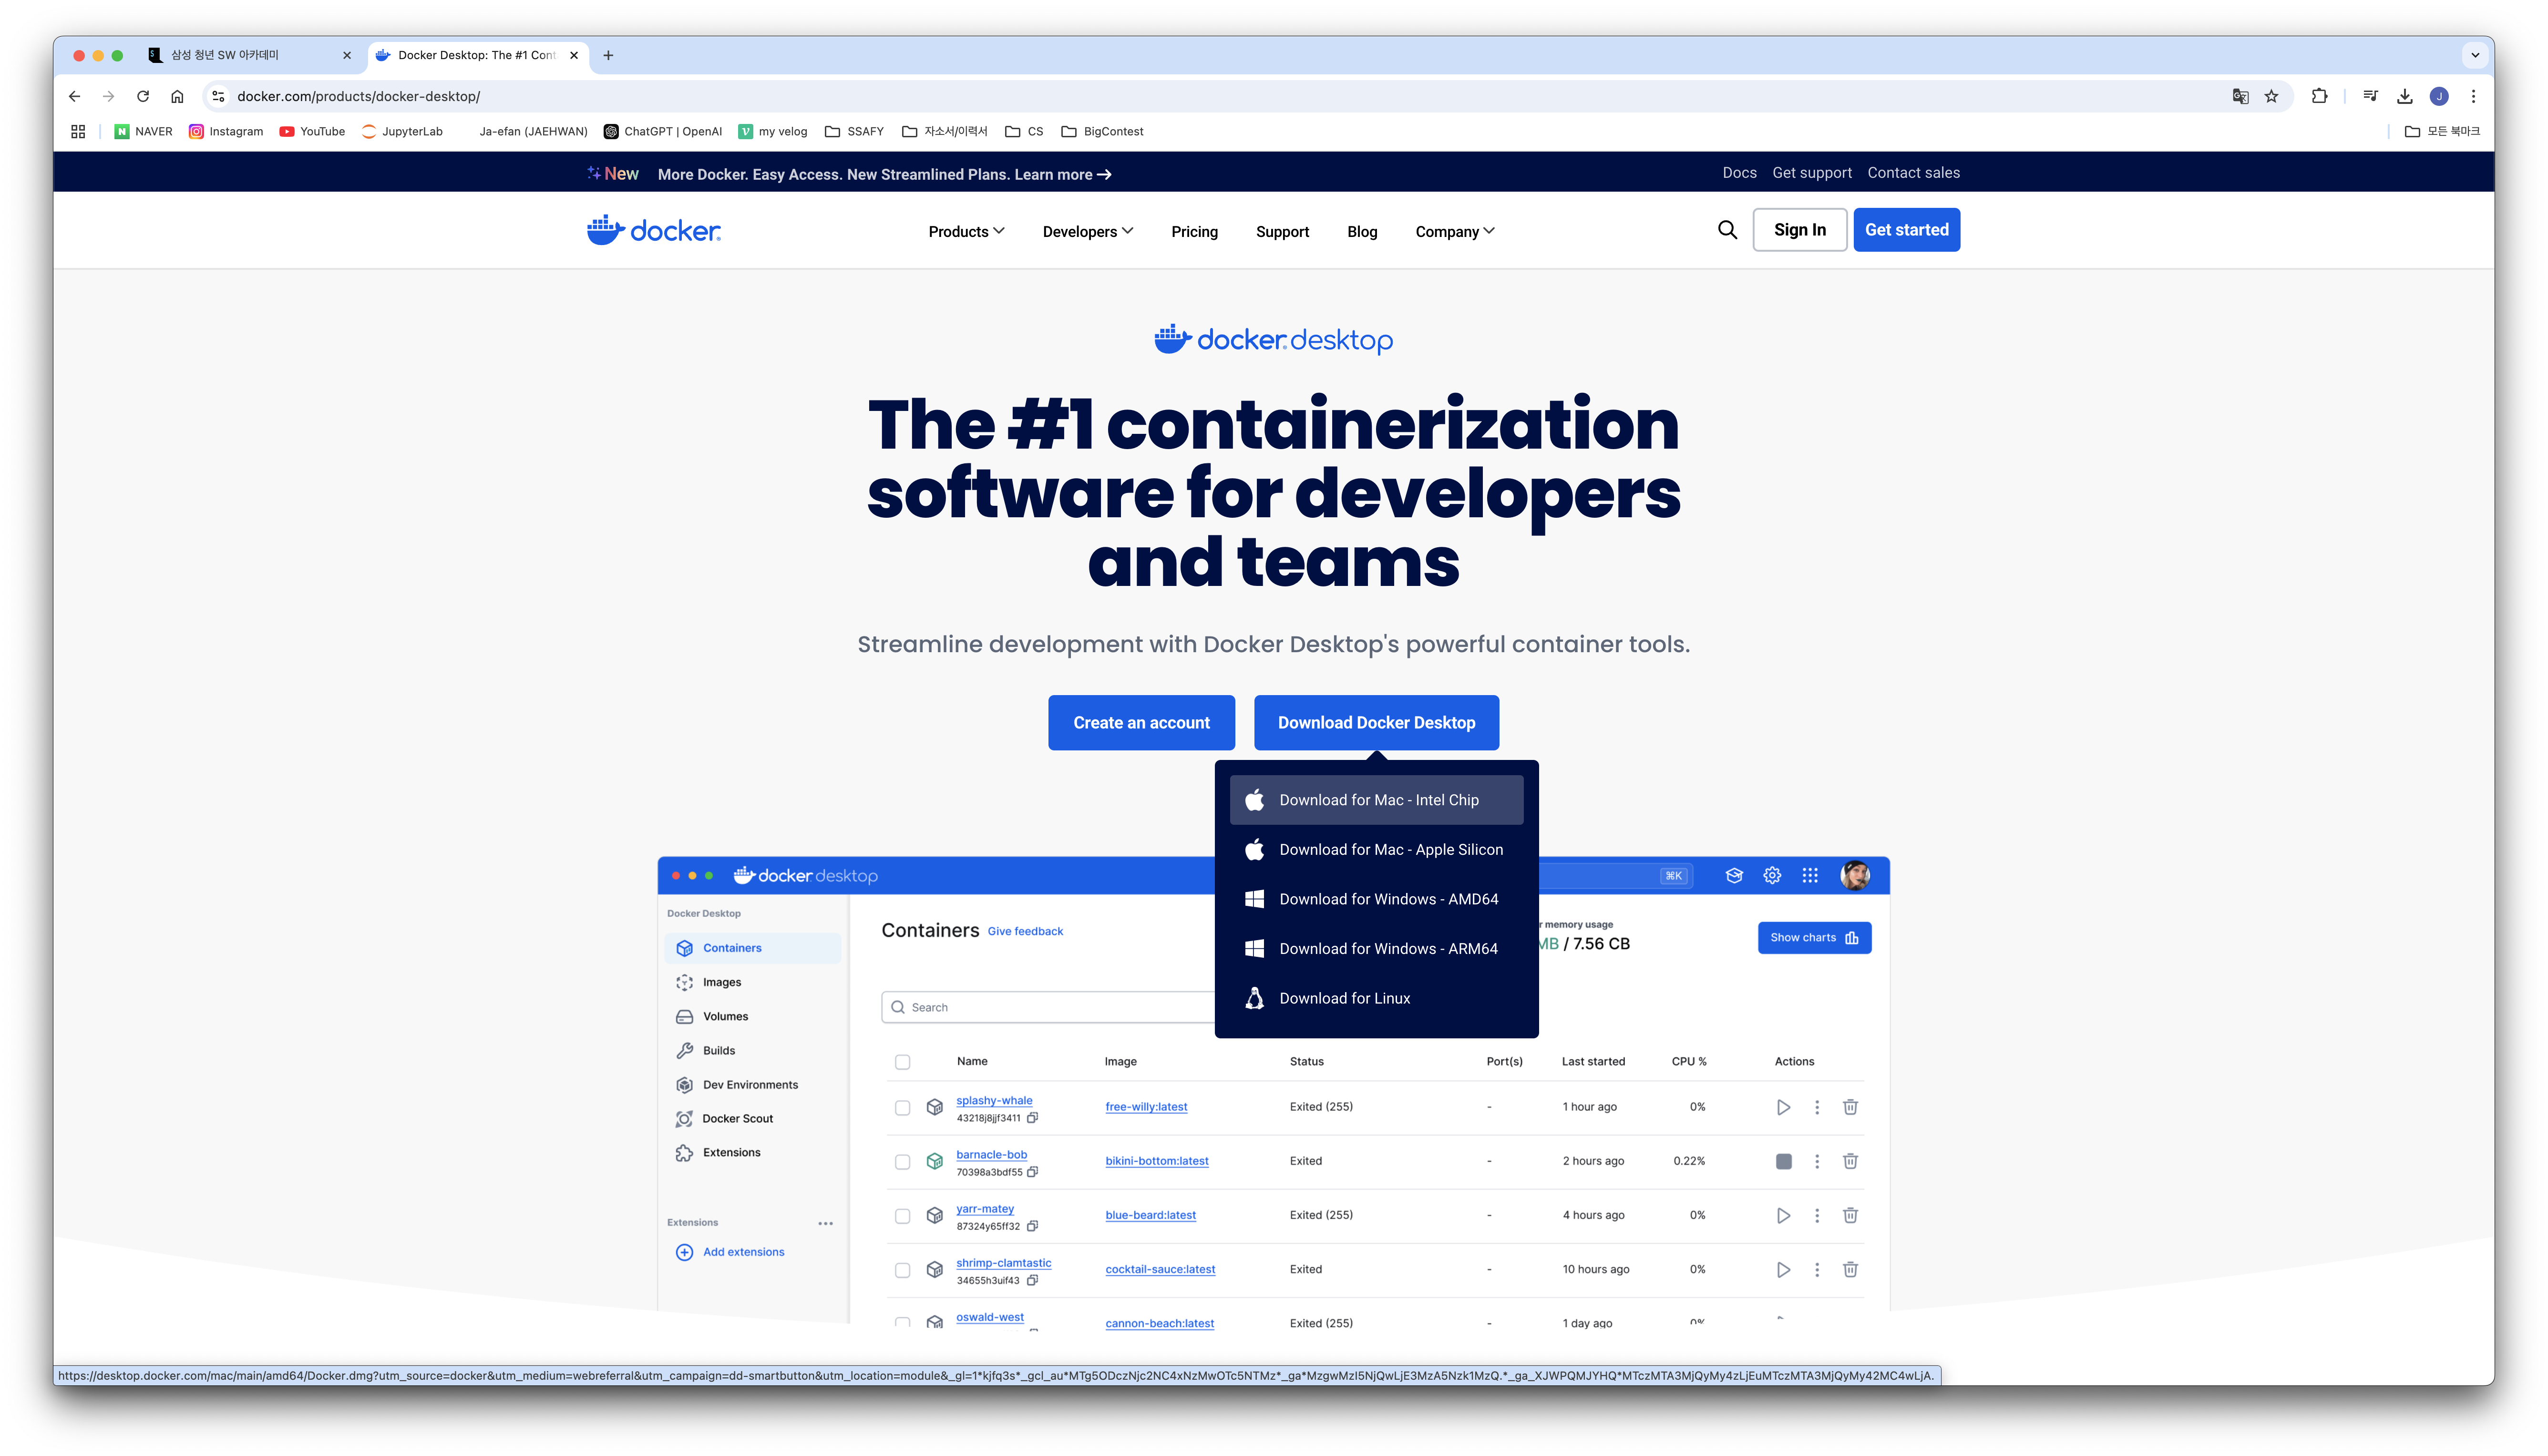 삼성 청년 SW 아카데미
Docker Desktop: The #1 Cont
docker.com/products/docker-desktop/
J
NAVER
Instagram
YouTube
JupyterLab
Ja-efan (JAEHWAN)
ChatGPT | OpenAI
my velog
SSAFY
자소서/이력서
CS
BigContest
모든 북마크
New
More Docker. Easy Access. New Streamlined Plans. Learn more →
Docs
Get support
Contact sales
docker
Products
Developers
Pricing
Support
Blog
Company
Sign In
Get started
docker desktop
The #1 containerization
software for developers
and teams
Streamline development with Docker Desktop's powerful container tools.
Create an account
Download Docker Desktop
Download for Mac - Intel Chip
Download for Mac - Apple Silicon
Download for Windows - AMD64
Download for Windows - ARM64
Download for Linux
docker desktop
⌘K
Docker Desktop
Containers
Images
Volumes
Builds
Dev Environments
Docker Scout
Extensions
Extensions
Add extensions
Containers Give feedback
r memory usage
MB / 7.56 CB
Show charts
Search
Name Image Status Port(s) Last started CPU % Actions
splashy-whale free-willy:latest Exited (255) - 1 hour ago 0%
43218j8jjf3411
barnacle-bob bikini-bottom:latest Exited - 2 hours ago 0.22%
70398a3bdf55
yarr-matey blue-beard:latest Exited (255) - 4 hours ago 0%
87324y65ff32
shrimp-clamtastic cocktail-sauce:latest Exited - 10 hours ago 0%
34655h3uif43
oswald-west cannon-beach:latest Exited (255) - 1 day ago 0%
https://desktop.docker.com/mac/main/amd64/Docker.dmg?utm_source=docker&utm_medium=webreferral&utm_campaign=dd-smartbutton&utm_location=module&_gl=1*kjfq3s*_gcl_au*MTg5ODczNjc2NC4xNzMwOTc5NTMz*_ga*MzgwMzI5NjQwLjE3MzA5Nzk1MzQ.*_ga_XJWPQMJYHQ*MTczMTA3MjQyMy4zLjEuMTczMTA3MjQyMy42MC4wLjA.